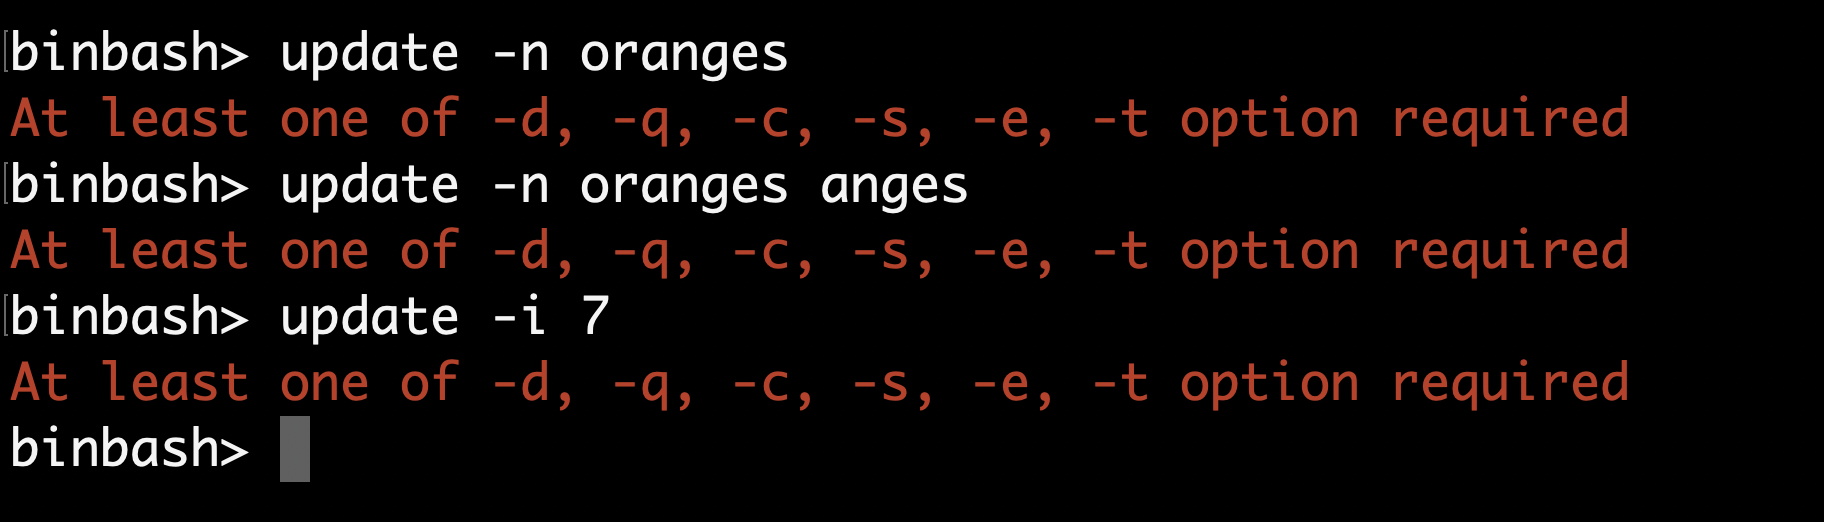 binbash> update -n oranges
At least one of -d, -q, -c, -s, -e, -t option required
binbash> update -n oranges anges
At least one of -d, -q, -c, -s, -e, -t option required
binbash> update -i 7
At least one of -d, -q, -c, -s, -e, -t option required
binbash>